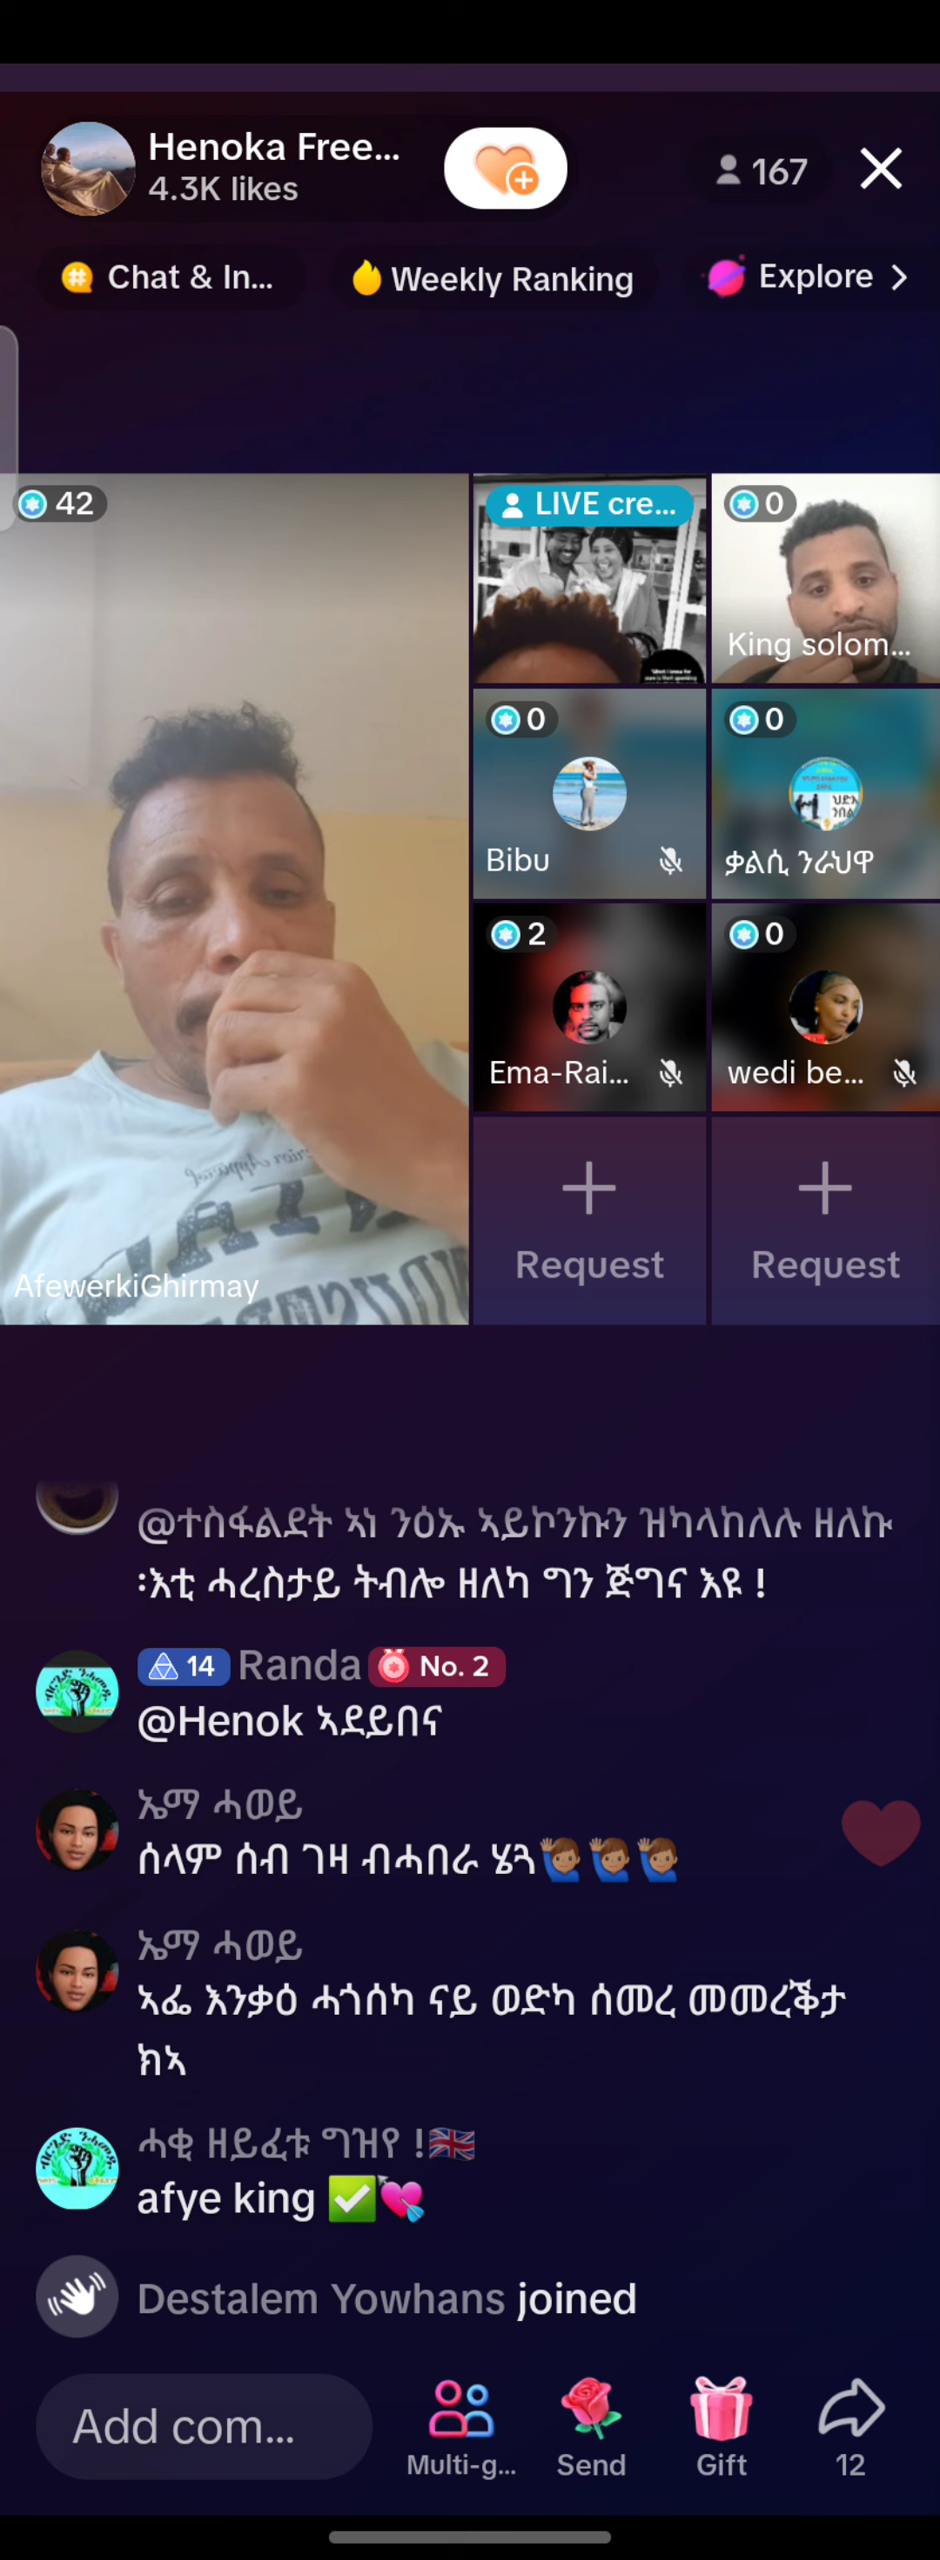 Henoka Free...
4.3K likes
167
Chat & In...
Weekly Ranking
Explore
42
LIVE cre...
0
King solom...
0
Bibu
0
ቃልሲ ንራህዋ
2
Ema-Rai...
0
wedi be...
AfewerkiGhirmay
Request
Request
@ተስፋልደት ኣነ ንዕኡ ኣይኮንኩን ዝካላከለሉ ዘለኩ
፡እቲ ሓረስታይ ትብሎ ዘለካ ግን ጅግና እዩ !
14 Randa No. 2
@Henok ኣደይበና
ኤማ ሓወይ
ሰላም ሰብ ገዛ ብሓበራ ሄጓ
ኤማ ሓወይ
ኣፌ እንቃዕ ሓጎሰካ ናይ ወድካ ሰመረ መመረቕታ
ክኣ
ሓቂ ዘይፈቱ ግዝየ !
afye king
Destalem Yowhans joined
Add com...
Multi-g...
Send
Gift
12